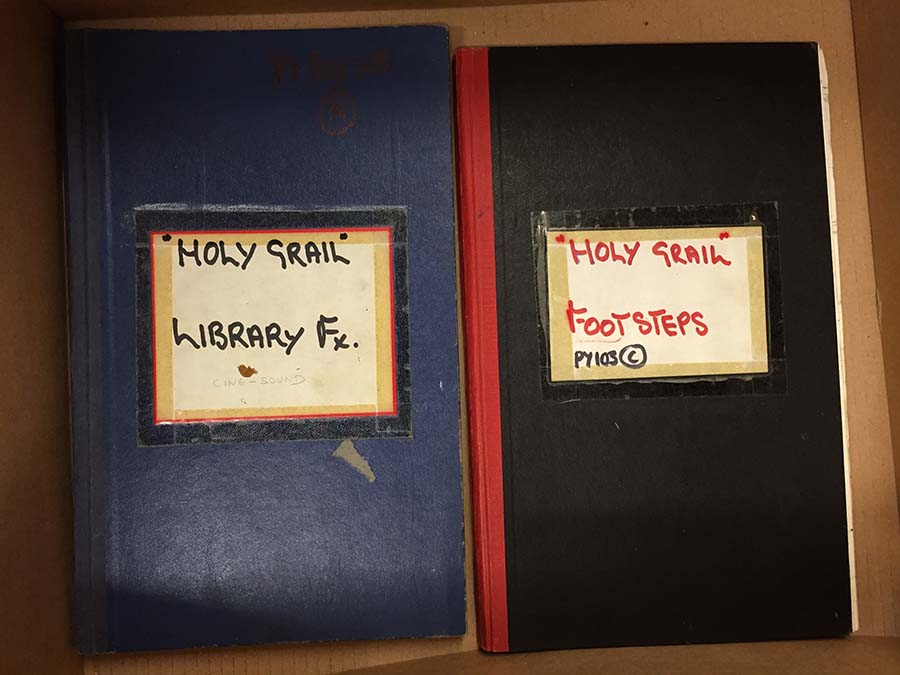 "HOLY GRAIL"
LIBRARY Fx.
CINE-SOUND
"HOLY GRAIL"
FOOTSTEPS
PY103 ©